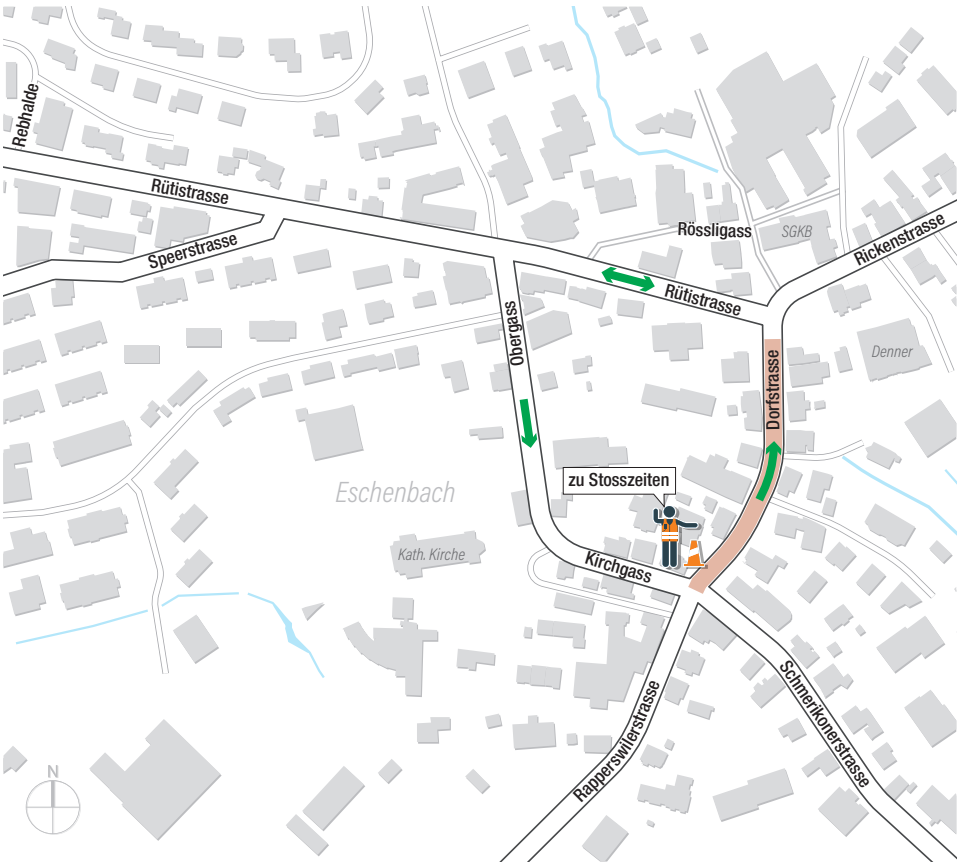 Rebhalde
Rütistrasse
Speerstrasse
Rössligass
SGKB
Rickenstrasse
Rütistrasse
Obergass
Dorfstrasse
Denner
zu Stosszeiten
Eschenbach
Kath. Kirche
Kirchgass
Schmerikonerstrasse
Rapperswilerstrasse
N